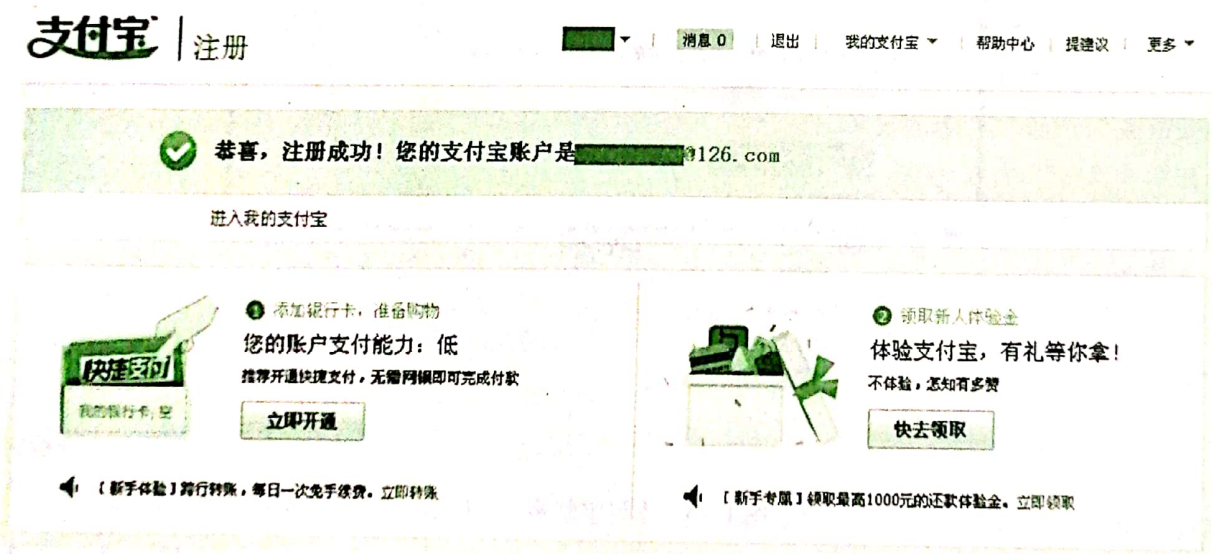 支付宝 | 注册
消息 0 | 退出 | 我的支付宝 | 帮助中心 | 提建议 | 更多
恭喜，注册成功！您的支付宝账户是 @126.com
进入我的支付宝
1 添加银行卡，准备购物
您的账户支付能力：低
推荐开通快捷支付，无需网银即可完成付款
立即开通
快捷支付
我的银行卡：空
【新手体验】跨行转账，每日一次免手续费。立即转账
2 领取新人体验金
体验支付宝，有礼等你拿！
不体验，怎知有多赞
快去领取
【新手专属】领取最高1000元的还款体验金。立即领取